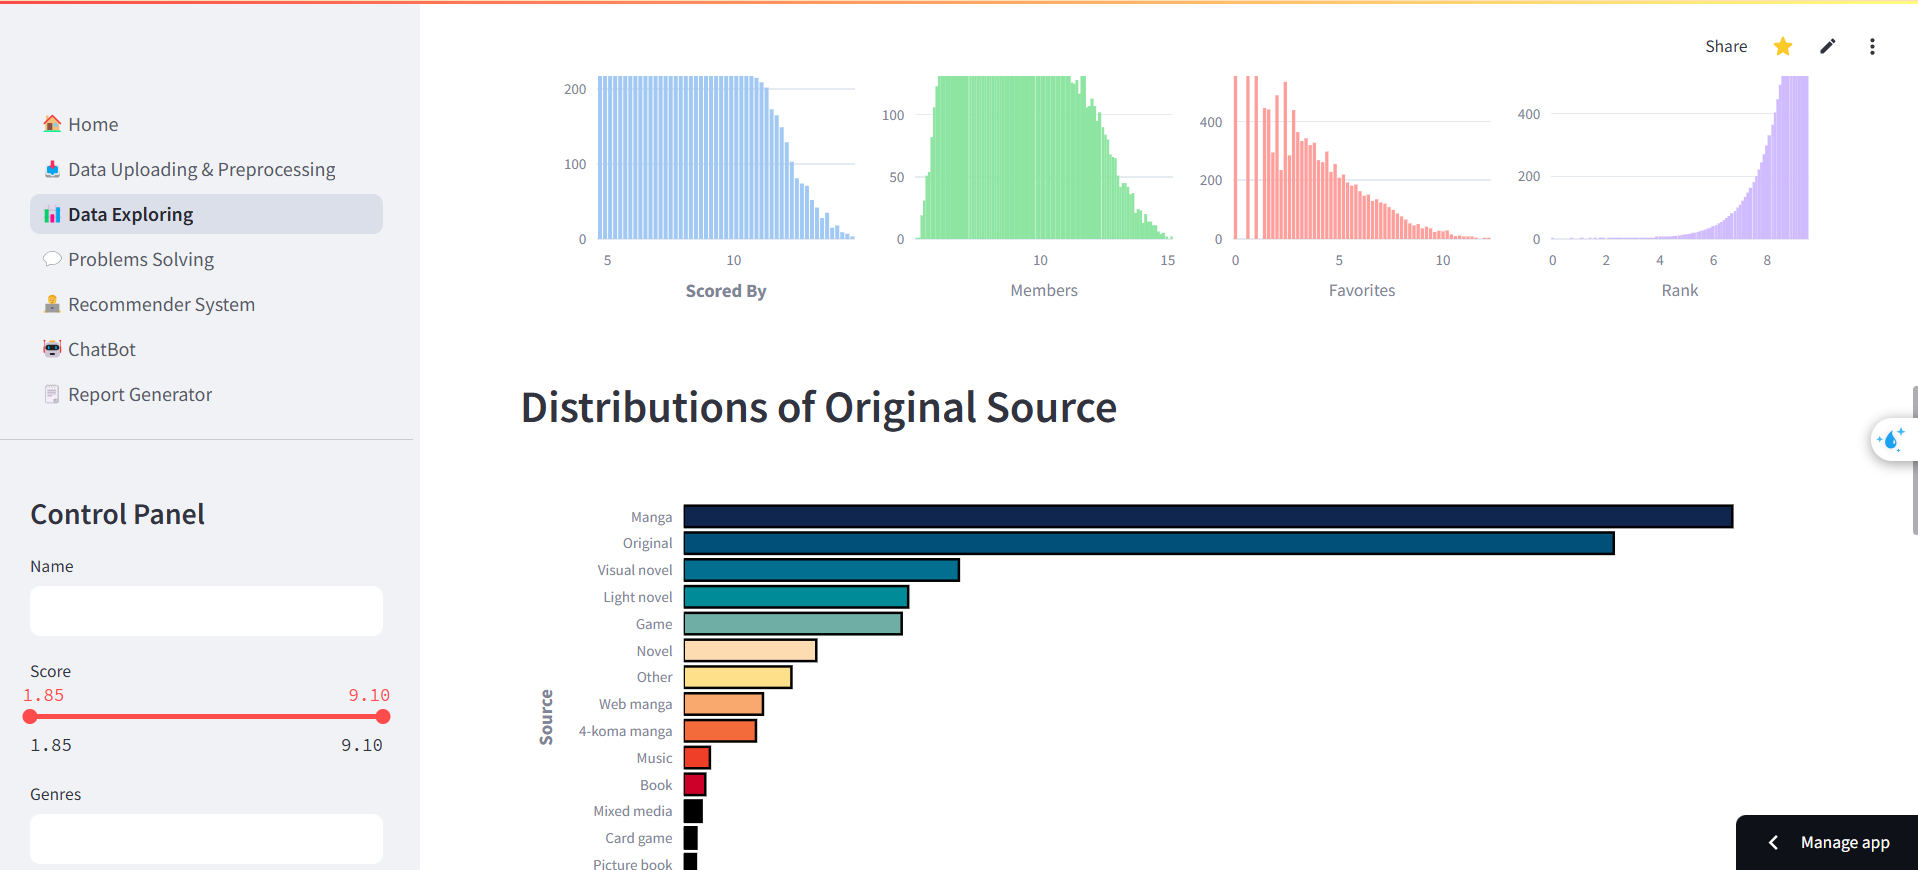 Share
Home
Data Uploading & Preprocessing
Data Exploring
Problems Solving
Recommender System
ChatBot
Report Generator
Control Panel
Name
Score
1.85 9.10
1.85 9.10
Genres
200
100
0
5 10
Scored By
100
50
0
10 15
Members
400
200
0
0 5 10
Favorites
400
200
0
0 2 4 6 8
Rank
Distributions of Original Source
Source
Manga
Original
Visual novel
Light novel
Game
Novel
Other
Web manga
4-koma manga
Music
Book
Mixed media
Card game
Picture book
Manage app